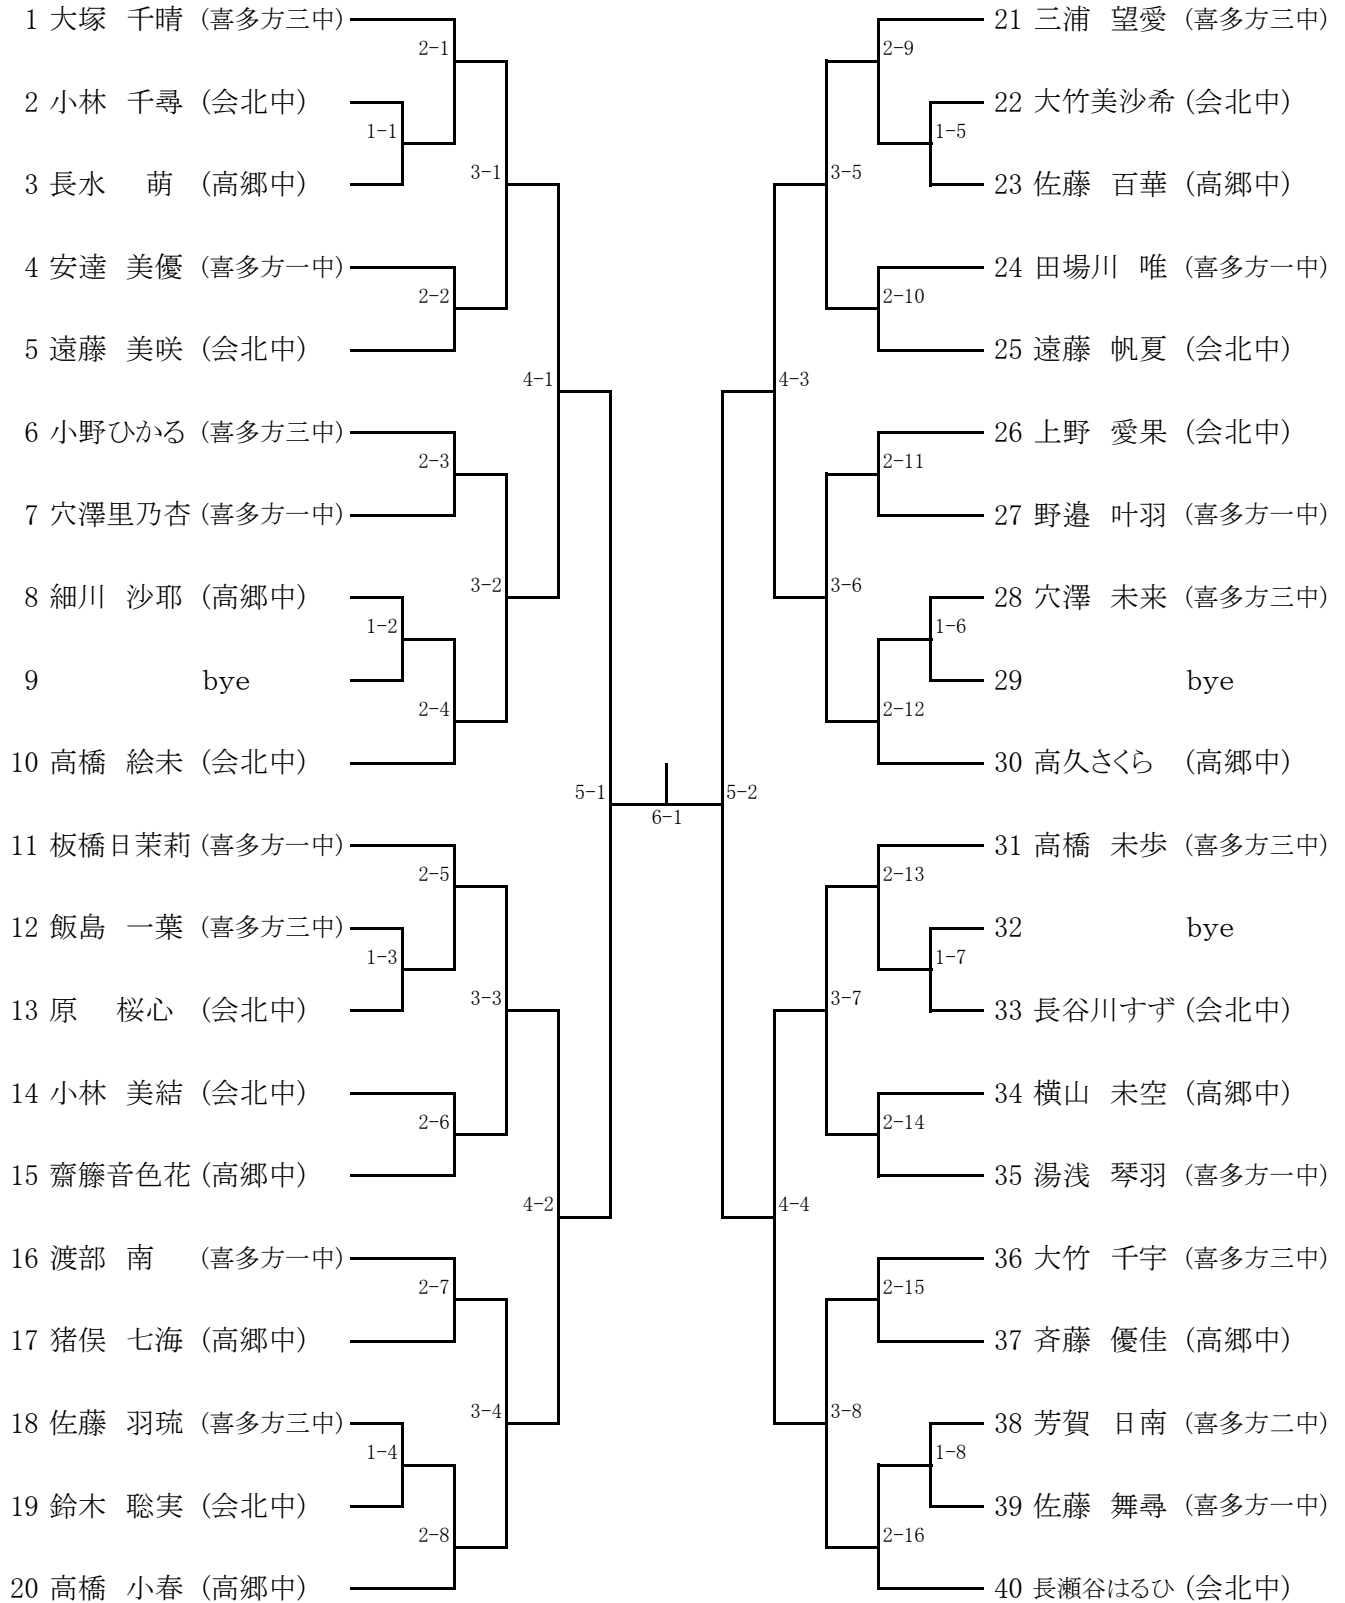 1 大塚 千晴 (喜多方三中)
2-1
2 小林 千尋 (会北中)
1-1
3 長水 萌 (高郷中)
3-1
4 安達 美優 (喜多方一中)
2-2
5 遠藤 美咲 (会北中)
4-1
6 小野ひかる (喜多方三中)
2-3
7 穴澤里乃杏 (喜多方一中)
3-2
8 細川 沙耶 (高郷中)
1-2
9 bye
2-4
10 高橋 絵未 (会北中)
5-1
11 板橋日茉莉 (喜多方一中)
2-5
12 飯島 一葉 (喜多方三中)
1-3
13 原 桜心 (会北中)
3-3
14 小林 美結 (会北中)
2-6
15 齋籐音色花 (高郷中)
4-2
16 渡部 南 (喜多方一中)
2-7
17 猪俣 七海 (高郷中)
3-4
18 佐藤 羽琉 (喜多方三中)
1-4
19 鈴木 聡実 (会北中)
2-8
20 高橋 小春 (高郷中)
6-1
21 三浦 望愛 (喜多方三中)
2-9
22 大竹美沙希 (会北中)
1-5
23 佐藤 百華 (高郷中)
3-5
24 田場川 唯 (喜多方一中)
2-10
25 遠藤 帆夏 (会北中)
4-3
26 上野 愛果 (会北中)
2-11
27 野邉 叶羽 (喜多方一中)
3-6
28 穴澤 未来 (喜多方三中)
1-6
29 bye
2-12
30 高久さくら (高郷中)
5-2
31 高橋 未歩 (喜多方三中)
2-13
32 bye
1-7
33 長谷川すず (会北中)
3-7
34 横山 未空 (高郷中)
2-14
35 湯浅 琴羽 (喜多方一中)
4-4
36 大竹 千宇 (喜多方三中)
2-15
37 斉藤 優佳 (高郷中)
3-8
38 芳賀 日南 (喜多方二中)
1-8
39 佐藤 舞尋 (喜多方一中)
2-16
40 長瀬谷はるひ (会北中)